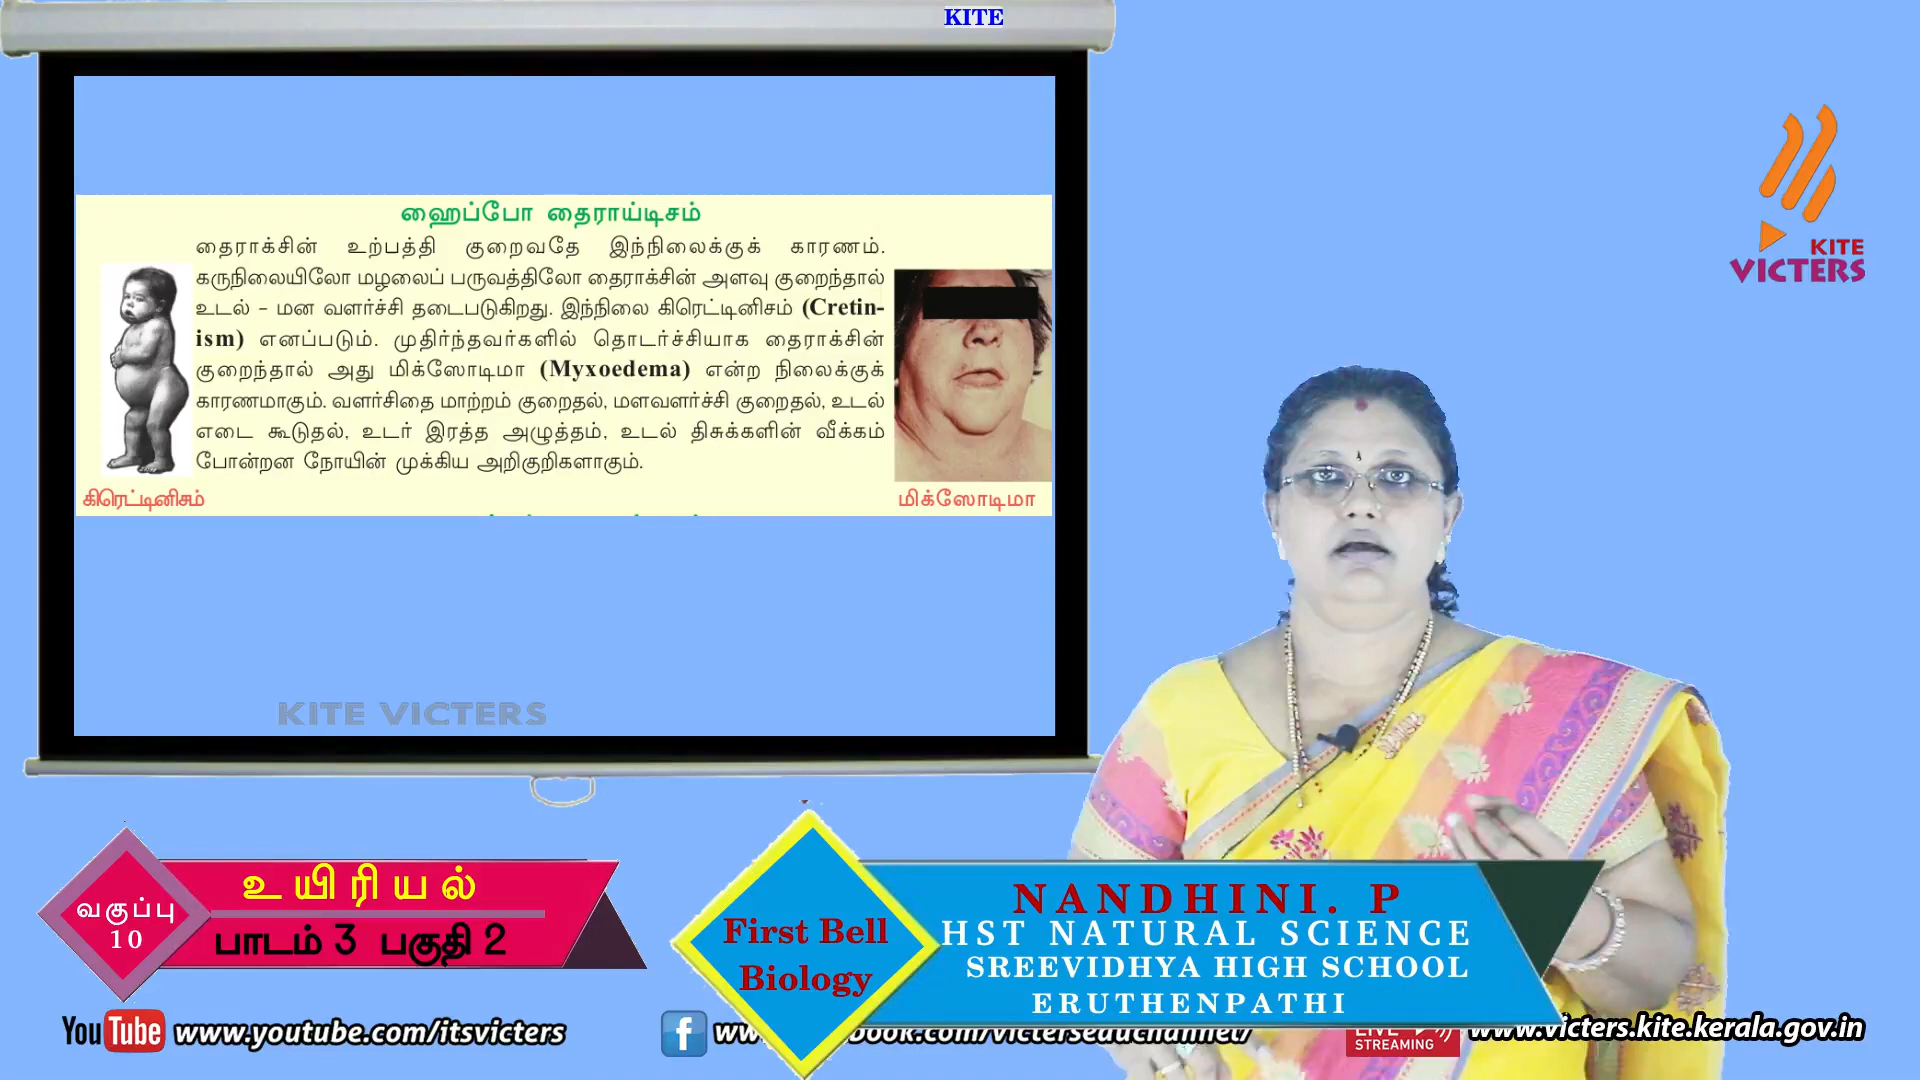 KITE
ஹைப்போ தைராய்டிசம்
தைராக்சின் உற்பத்தி குறைவதே இந்நிலைக்குக் காரணம்.
கருநிலையிலோ மழலைப் பருவத்திலோ தைராக்சின் அளவு குறைந்தால்
உடல் – மன வளர்ச்சி தடைபடுகிறது. இந்நிலை கிரெட்டினிசம் (Cretin-
ism) எனப்படும். முதிர்ந்தவர்களில் தொடர்ச்சியாக தைராக்சின்
குறைந்தால் அது மிக்ஸோடிமா (Myxoedema) என்ற நிலைக்குக்
காரணமாகும். வளர்சிதை மாற்றம் குறைதல், மளவளர்ச்சி குறைதல், உடல்
எடை கூடுதல், உடர் இரத்த அழுத்தம், உடல் திசுக்களின் வீக்கம்
போன்றன நோயின் முக்கிய அறிகுறிகளாகும்.
கிரெட்டினிசம்
மிக்ஸோடிமா
KITE VICTERS
KITE
VICTERS
வகுப்பு
10
உயிரியல்
பாடம் 3 பகுதி 2
First Bell
Biology
NANDHINI. P
HST NATURAL SCIENCE
SREEVIDHYA HIGH SCHOOL
ERUTHENPATHI
YouTube www.youtube.com/itsvicters
LIVE
STREAMING
www.victers.kite.kerala.gov.in